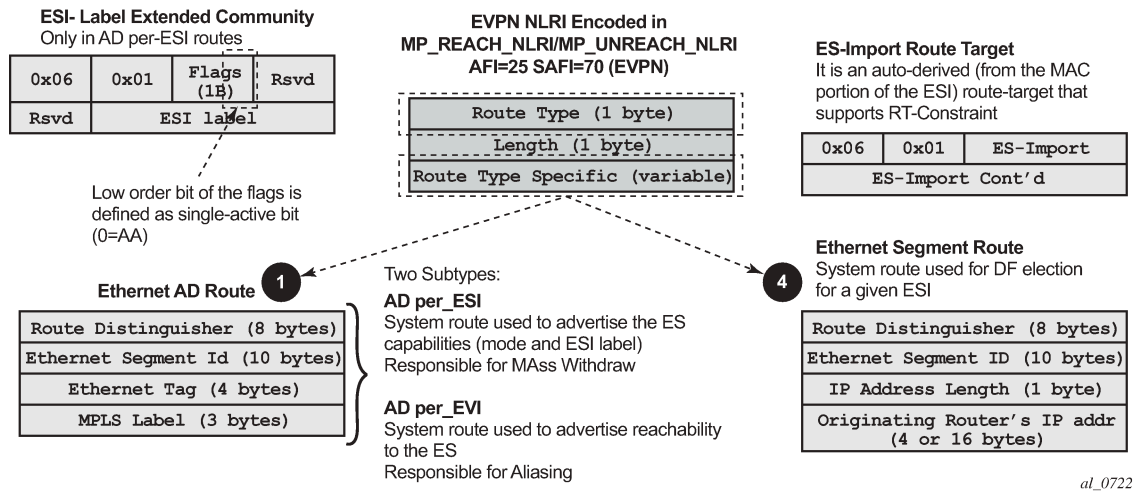 ESI- Label Extended Community
Only in AD per-ESI routes
0x06
0x01
Flags
(1B)
Rsvd
Rsvd
ESI label
Low order bit of the flags is
defined as single-active bit
(0=AA)
EVPN NLRI Encoded in
MP_REACH_NLRI/MP_UNREACH_NLRI
AFI=25 SAFI=70 (EVPN)
Route Type (1 byte)
Length (1 byte)
Route Type Specific (variable)
ES-Import Route Target
It is an auto-derived (from the MAC
portion of the ESI) route-target that
supports RT-Constraint
0x06
0x01
ES-Import
ES-Import Cont'd
1
Ethernet AD Route
Route Distinguisher (8 bytes)
Ethernet Segment Id (10 bytes)
Ethernet Tag (4 bytes)
MPLS Label (3 bytes)
Two Subtypes:
AD per_ESI
System route used to advertise the ES
capabilities (mode and ESI label)
Responsible for MAss Withdraw
AD per_EVI
System route used to advertise reachability
to the ES
Responsible for Aliasing
4
Ethernet Segment Route
System route used for DF election
for a given ESI
Route Distinguisher (8 bytes)
Ethernet Segment ID (10 bytes)
IP Address Length (1 byte)
Originating Router's IP addr
(4 or 16 bytes)
al_0722